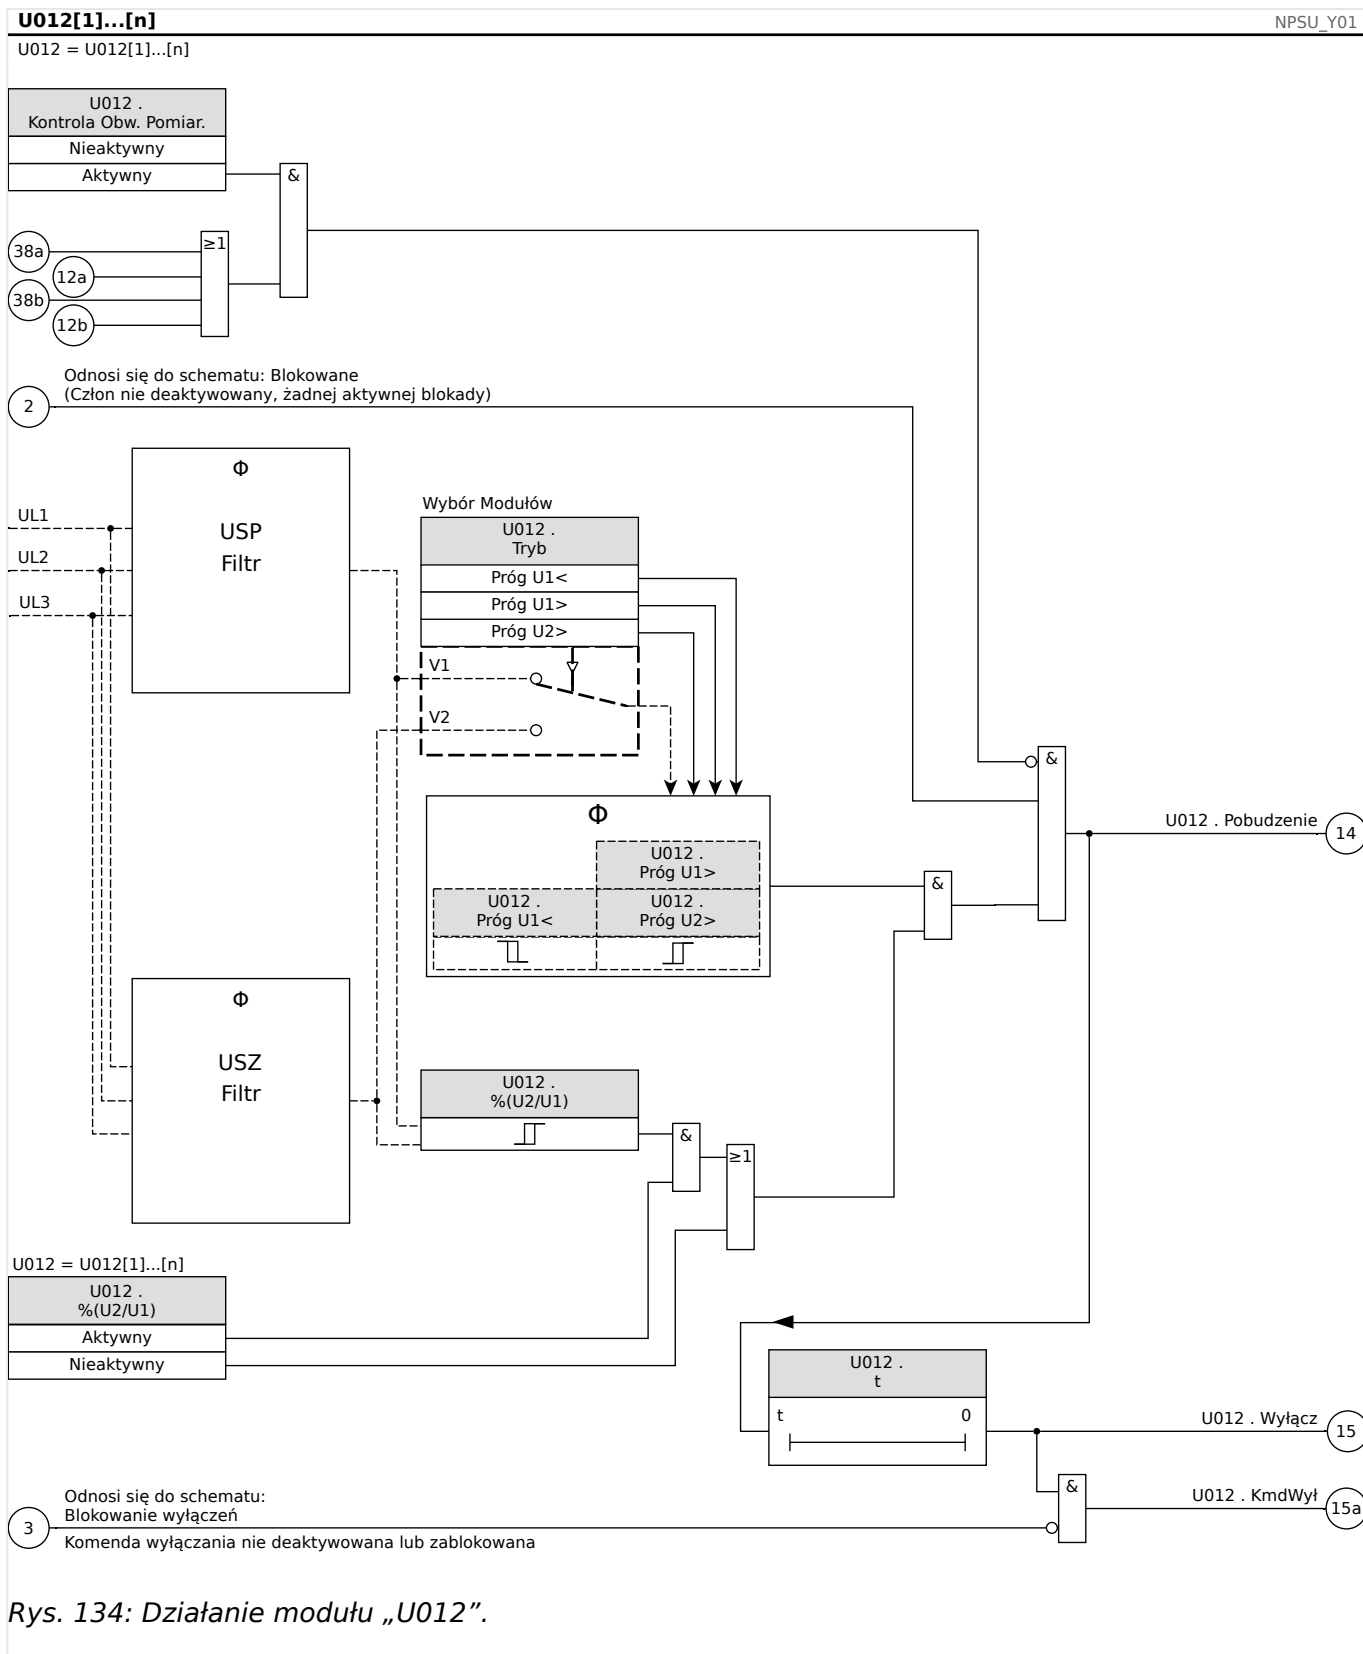 U012[1]...[n]
NPSU_Y01
U012 = U012[1]...[n]
U012 .
Kontrola Obw. Pomiar.
Nieaktywny
Aktywny
&
38a
≥1
12a
38b
12b
Odnosi się do schematu: Blokowane
(Człon nie deaktywowany, żadnej aktywnej blokady)
2
Φ
USP
Filtr
UL1
UL2
UL3
Wybór Modułów
U012 .
Tryb
Próg U1<
Próg U1>
Próg U2>
V1
V2
&
U012 . Pobudzenie
14
Φ
U012 .
Próg U1>
U012 .
Próg U1<
U012 .
Próg U2>
&
Φ
USZ
Filtr
U012 .
%(U2/U1)
&
≥1
U012 = U012[1]...[n]
U012 .
%(U2/U1)
Aktywny
Nieaktywny
U012 .
t
t
0
U012 . Wyłącz
15
&
U012 . KmdWył
15a
Odnosi się do schematu:
Blokowanie wyłączeń
3
Komenda wyłączania nie deaktywowana lub zablokowana
Rys. 134: Działanie modułu „U012”.